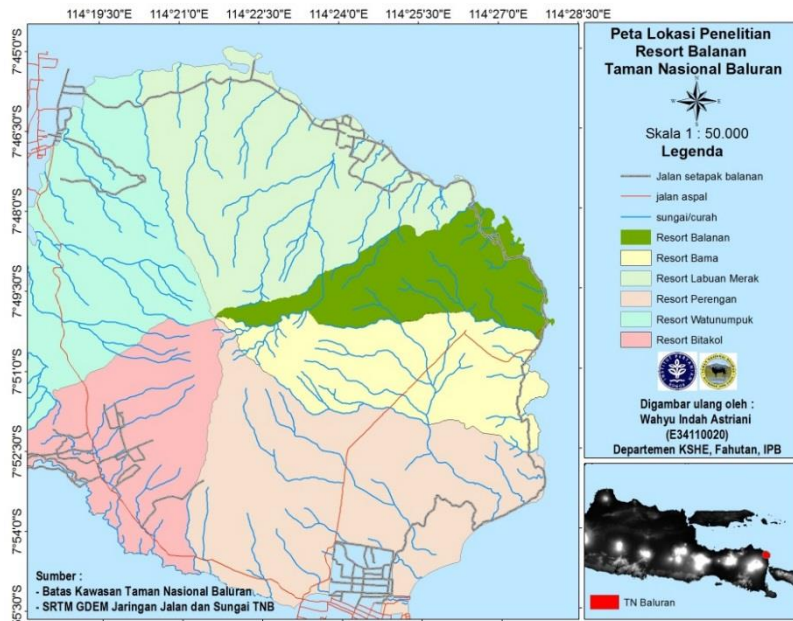 114°19'30"E 114°21'0"E 114°22'30"E 114°24'0"E 114°25'30"E 114°27'0"E 114°28'30"E
7°45'0"S
7°46'30"S
7°48'0"S
7°49'30"S
7°51'0"S
7°52'30"S
7°54'0"S
5'30"S
Sumber :
- Batas Kawasan Taman Nasional Baluran
- SRTM GDEM Jaringan Jalan dan Sungai TNB
Peta Lokasi Penelitian
Resort Balanan
Taman Nasional Baluran
Skala 1 : 50.000
Legenda
Jalan setapak balanan
jalan aspal
sungai/curah
Resort Balanan
Resort Bama
Resort Labuan Merak
Resort Perengan
Resort Watunumpuk
Resort Bitakol
Digambar ulang oleh :
Wahyu Indah Astriani
(E34110020)
Departemen KSHE, Fahutan, IPB
TN Baluran